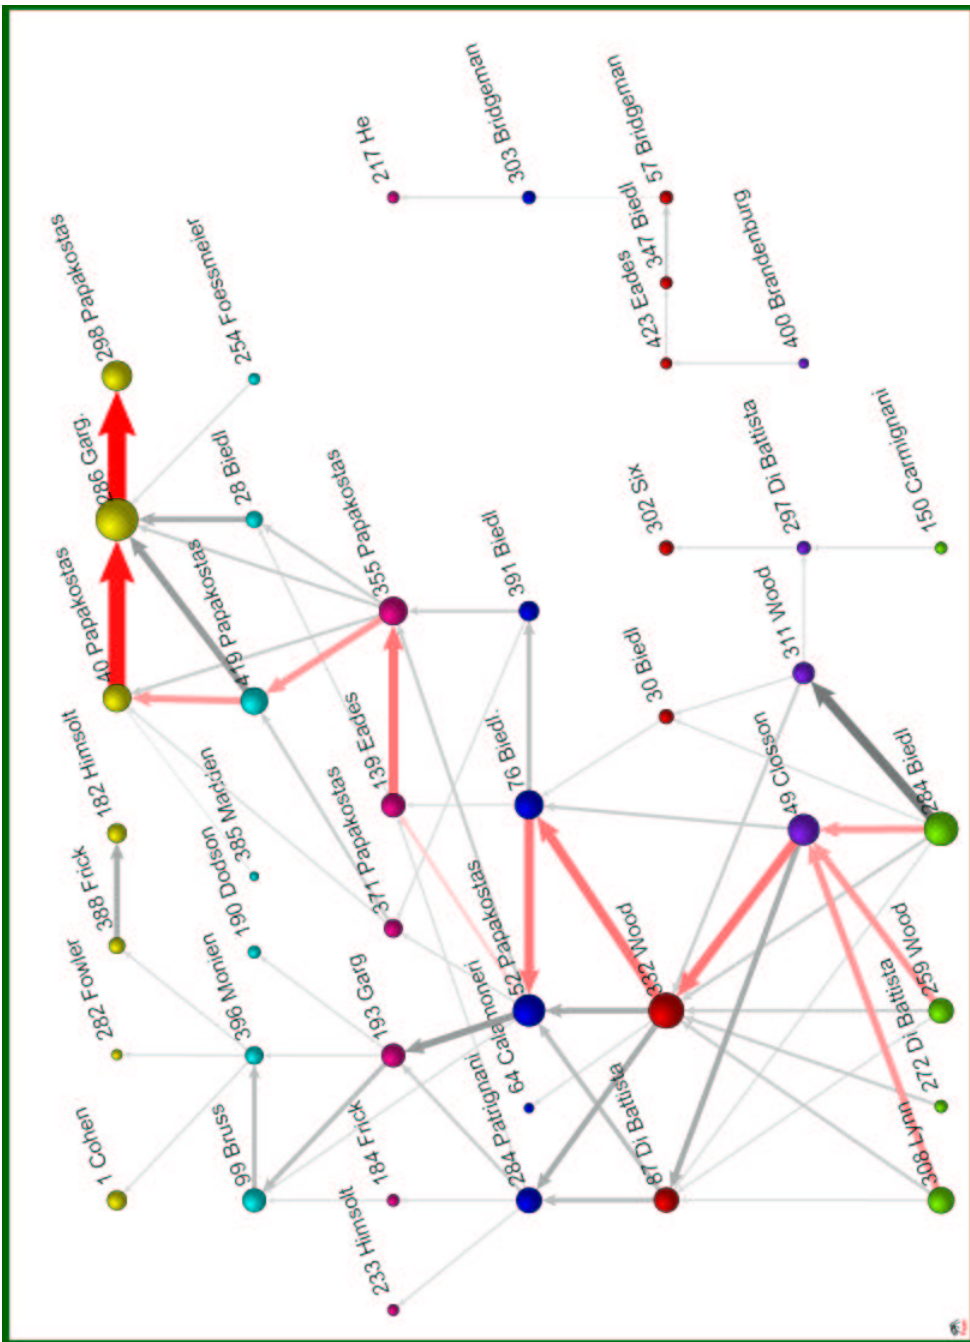 217 He
303 Bridgeman
57 Bridgeman
298 Papakostas
254 Foessmeier
423 Eades
347 Biedl
400 Brandenburg
286 Garg.
28 Biedl
355 Papakostas
391 Biedl
302 Six
297 Di Battista
150 Carmignani
40 Papakostas
419 Papakostas
139 Eades
76 Biedl.
30 Biedl
311 Wood
182 Himsolt
388 Frick
385 Madden
190 Dodson
371 Papakostas
52 Papakostas
49 Closson
264 Biedl
282 Fowler
396 Monien
193 Garg
64 Calamoneri
332 Wood
259 Wood
272 Di Battista
1 Cohen
99 Bruss
184 Frick
284 Patrignani
87 Di Battista
308 Lynn
233 Himsolt